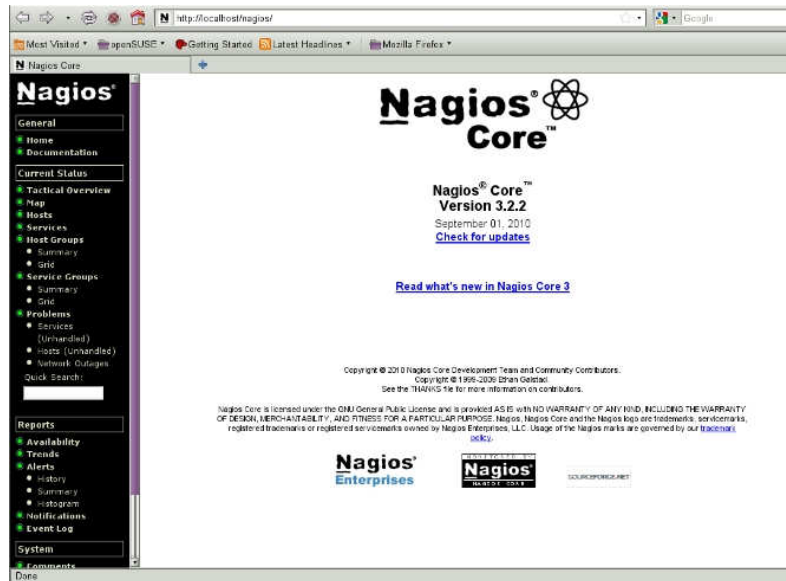 http://localhost/nagios/
Google
Most Visited
openSUSE
Getting Started
Latest Headlines
Mozilla Firefox
Nagios Core
Nagios®
General
Home
Documentation
Current Status
Tactical Overview
Map
Hosts
Services
Host Groups
Summary
Grid
Service Groups
Summary
Grid
Problems
Services
(Unhandled)
Hosts (Unhandled)
Network Outages
Quick Search:
Reports
Availability
Trends
Alerts
History
Summary
Histogram
Notifications
Event Log
System
Comments
Nagios®
Core™
Nagios® Core™
Version 3.2.2
September 01, 2010
Check for updates
Read what's new in Nagios Core 3
Copyright © 2010 Nagios Core Development Team and Community Contributors.
Copyright © 1999-2009 Ethan Galstad.
See the THANKS file for more information on contributors.
Nagios Core is licensed under the GNU General Public License and is provided AS IS with NO WARRANTY OF ANY KIND, INCLUDING THE WARRANTY
OF DESIGN, MERCHANTABILITY, AND FITNESS FOR A PARTICULAR PURPOSE. Nagios, Nagios Core and the Nagios logo are trademarks, servicemarks,
registered trademarks or registered servicemarks owned by Nagios Enterprises, LLC. Usage of the Nagios marks are governed by our trademark
policy.
Nagios®
Enterprises
MONITORED BY
Nagios®
NAGIOS CORE
SOURCEFORGE.NET
Done